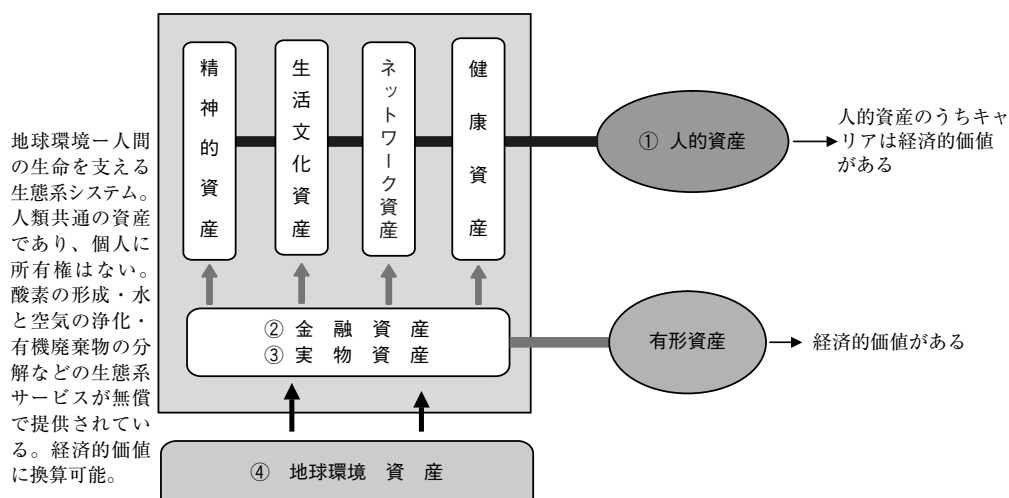 精神的資産
生活文化資産
ネットワーク資産
健康資産
① 人的資産
人的資産のうちキャ
リアは経済的価値
がある
地球環境ー人間
の生命を支える
生態系システム。
人類共通の資産
であり、個人に
所有権はない。
酸素の形成・水
と空気の浄化・
有機廃棄物の分
解などの生態系
サービスが無償
で提供されてい
る。経済的価値
に換算可能。
② 金融資産
③ 実物資産
有形資産
経済的価値がある
④ 地球環境 資産